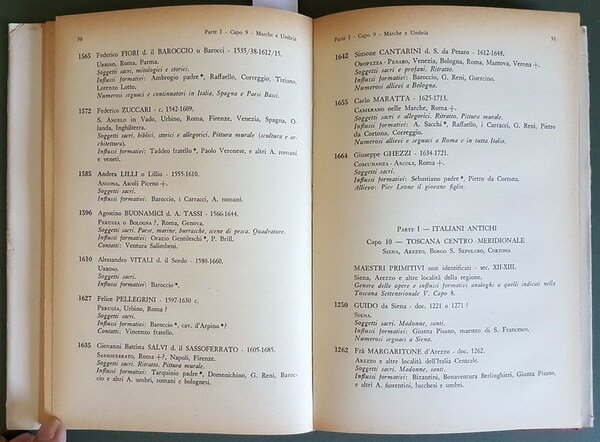 90
Parte I - Capo 9 - Marche e Umbria
1565 Federico FIORI d. il BAROCCIO o Barocci - 1535/38-1612/15,
URBINO, Roma, Parma.
Soggetti sacri, mitologici e storici.
Influssi formativi: Ambrogio padre*, Raffaello, Correggio, Tiziano,
Lorenzo Lotto.
Numerosi seguaci e continuatori in Italia, Spagna e Paesi Bassi.
1572 Federico ZUCCARI - c. 1542-1609.
S. ANGELO in Vado, Urbino, Roma, Firenze, Venezia, Spagna, O-
landa, Inghilterra.
Soggetti sacri, biblici, storici e allegorici. Pittura murale (scultura e ar-
chitettura).
Influssi formativi: Taddeo fratello*, Paolo Veronese, e altri A. romani
e veneti.
1585 Andrea LILLI o Lillio - 1555-1610.
ANCONA, Ascoli Piceno +.
Soggetti sacri.
Influssi formativi: Baroccio, i Carracci, A. romani.
1596 Agostino BUONAMICI d. A. TASSI - 1566-1644.
PERUGIA o BOLOGNA ?, Roma, Genova.
Soggetti sacri. Paese, marine, burrasche, scene di pesca. Quadrature.
Influssi formativi: Orazio Gentileschi*, P. Brill.
Contatti: Ventura Salimbeni.
1610 Alessandro VITALI d. il Sordo - 1580-1660.
URBINO.
Soggetti sacri.
Influssi formativi: Baroccio*.
1627 Felice PELLEGRINI - 1597-1630 c.
PERUGIA, Urbino ?, Roma?
Soggetti sacri.
Influssi formativi: Baroccio*, cav. d'Arpino*?
Contatti: Vincenzo fratello.
1635 Giovanni Battista SALVI d. il SASSOFERRATO - 1605-1685.
SASSOFERRATO, Roma +?, Napoli, Firenze.
Soggetti sacri. Ritratto. Pittura murale.
Influssi formativi: Tarquinio padre*, Domenichino, G. Reni, Baroc-
cio e altri A. umbri, romani e bolognesi.
Parte I - Capo 9 - Marche e Umbria
91
1642 Simone CANTARINI d. S. da Pesaro - 1612-1648.
OROPEZZA - PESARO, Venezia, Bologna, Roma, Mantova, Verona +.
Soggetti sacri e profani. Ritratto.
Influssi formativi: Baroccio, G. Reni, Guercino.
Numerosi allievi a Bologna.
1655 Carlo MARATTA - 1625-1713.
CAMERANO nelle Marche, Roma +.
Soggetti sacri e allegorici. Ritratto. Pittura murale.
Influssi formativi: A. Sacchi*, Raffaello, i Carracci, G. Reni, Pietro
da Cortona, Correggio.
Numerosi allievi e seguaci a Roma e in tutta Italia.
1664 Giuseppe GHEZZI - 1634-1721.
COMUNANZA - ASCOLI, Roma +.
Soggetti sacri.
Influssi formativi: Sebastiano padre*, Pietro da Cortona.
Allievo: Pier Leone il giovane figlio.
PARTE I — ITALIANI ANTICHI
Capo 10 — TOSCANA CENTRO - MERIDIONALE
SIENA, AREZZO, BORGO S. SEPOLCRO, CORTONA
MAESTRI PRIMITIVI non identificati - sec. XII-XIII.
Siena, Arezzo e altre località della regione.
Genere delle opere e influssi formativi analoghi a quelli indicati nella
Toscana Settentrionale V. Capo 8.
1250 GUIDO da Siena - doc. 1221 o 1271 ?
SIENA.
Soggetti sacri. Madonne, santi.
Influssi formativi: Giunta Pisano, maestro di S. Francesco.
Numerosi seguaci a Siena.
1262 Frà MARGARITONE d'Arezzo - doc. 1262.
AREZZO e altre località dell'Italia Centrale.
Soggetti sacri. Madonne, santi.
Influssi formativi: Bizantini, Bonaventura Berlinghieri, Giunta Pisano,
e altri A. fiorentini, lucchesi e umbri.